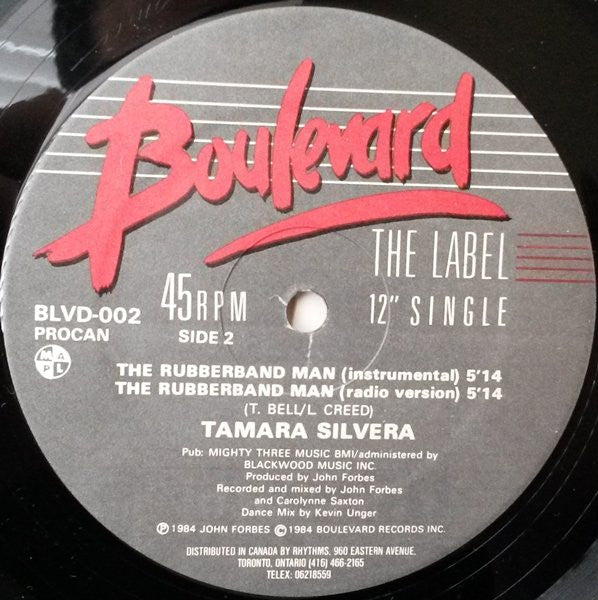 Boulevard
THE LABEL
12" SINGLE
BLVD-002
PROCAN
45RPM
SIDE 2
M A
P L
THE RUBBERBAND MAN (instrumental) 5'14
THE RUBBERBAND MAN (radio version) 5'14
(T. BELL/L. CREED)
TAMARA SILVERA
Pub: MIGHTY THREE MUSIC BMI/administered by
BLACKWOOD MUSIC INC.
Produced by John Forbes
Recorded and mixed by John Forbes
and Carolynne Saxton
Dance Mix by Kevin Unger
Ⓟ 1984 JOHN FORBES © 1984 BOULEVARD RECORDS INC.
DISTRIBUTED IN CANADA BY RHYTHMS, 960 EASTERN AVENUE,
TORONTO, ONTARIO (416) 466-2165
TELEX: 06218559